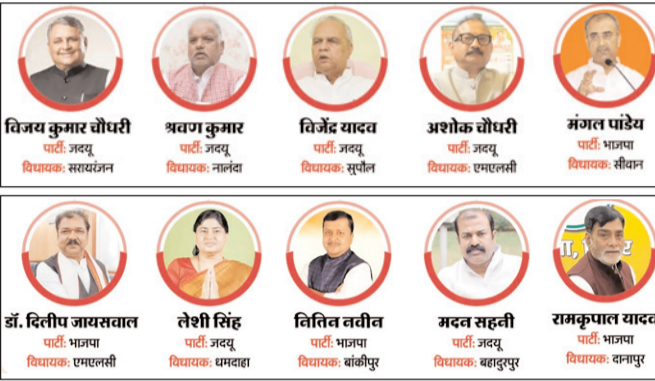 विजय कुमार चौधरी
पार्टी: जदयू
विधायक: सरायरंजन
श्रवण कुमार
पार्टी: जदयू
विधायक: नालंदा
विजेंद्र यादव
पार्टी: जदयू
विधायक: सुपौल
अशोक चौधरी
पार्टी: जदयू
विधायक: एमएलसी
मंगल पांडेय
पार्टी: भाजपा
विधायक: सीवान
डॉ. दिलीप जायसवाल
पार्टी: भाजपा
विधायक: एमएलसी
लेशी सिंह
पार्टी: जदयू
विधायक: धमदाहा
नितिन नवीन
पार्टी: भाजपा
विधायक: बांकीपुर
मदन सहनी
पार्टी: जदयू
विधायक: बहादुरपुर
रामकृपाल यादव
पार्टी: भाजपा
विधायक: दानापुर